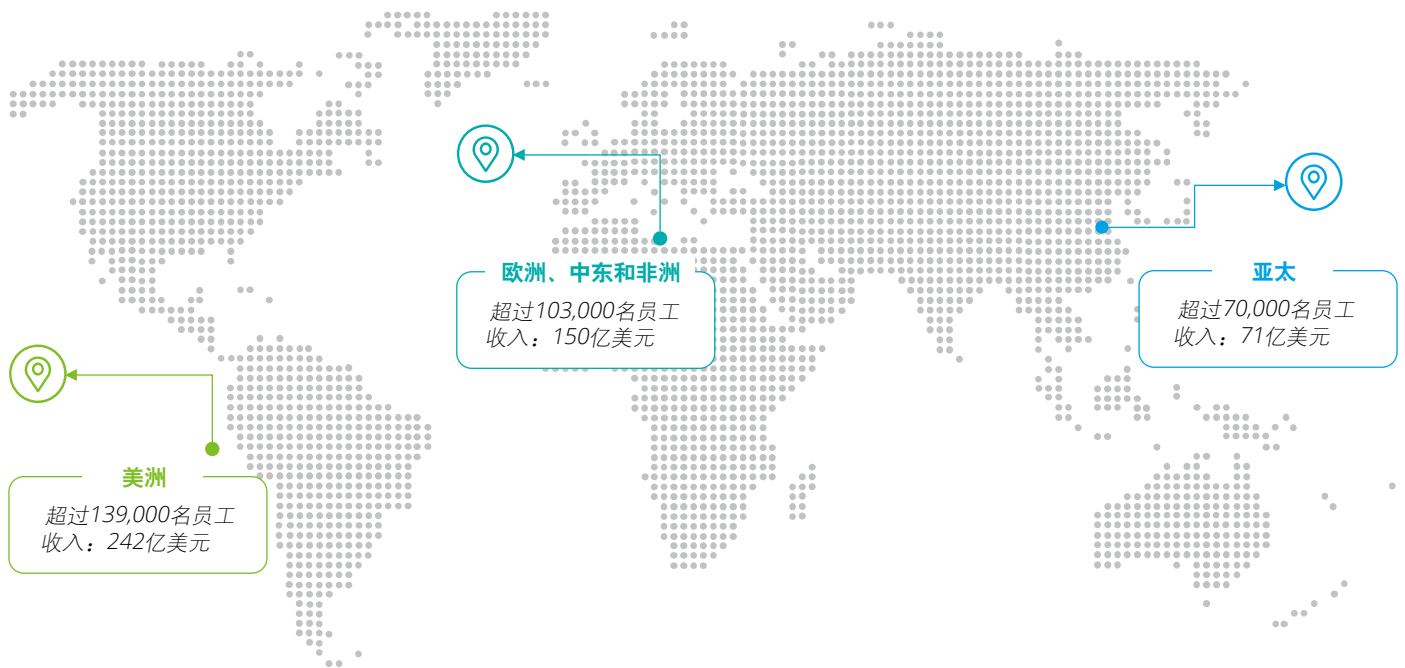 欧洲、中东和非洲
超过103,000名员工
收入：150亿美元
亚太
超过70,000名员工
收入：71亿美元
美洲
超过139,000名员工
收入：242亿美元